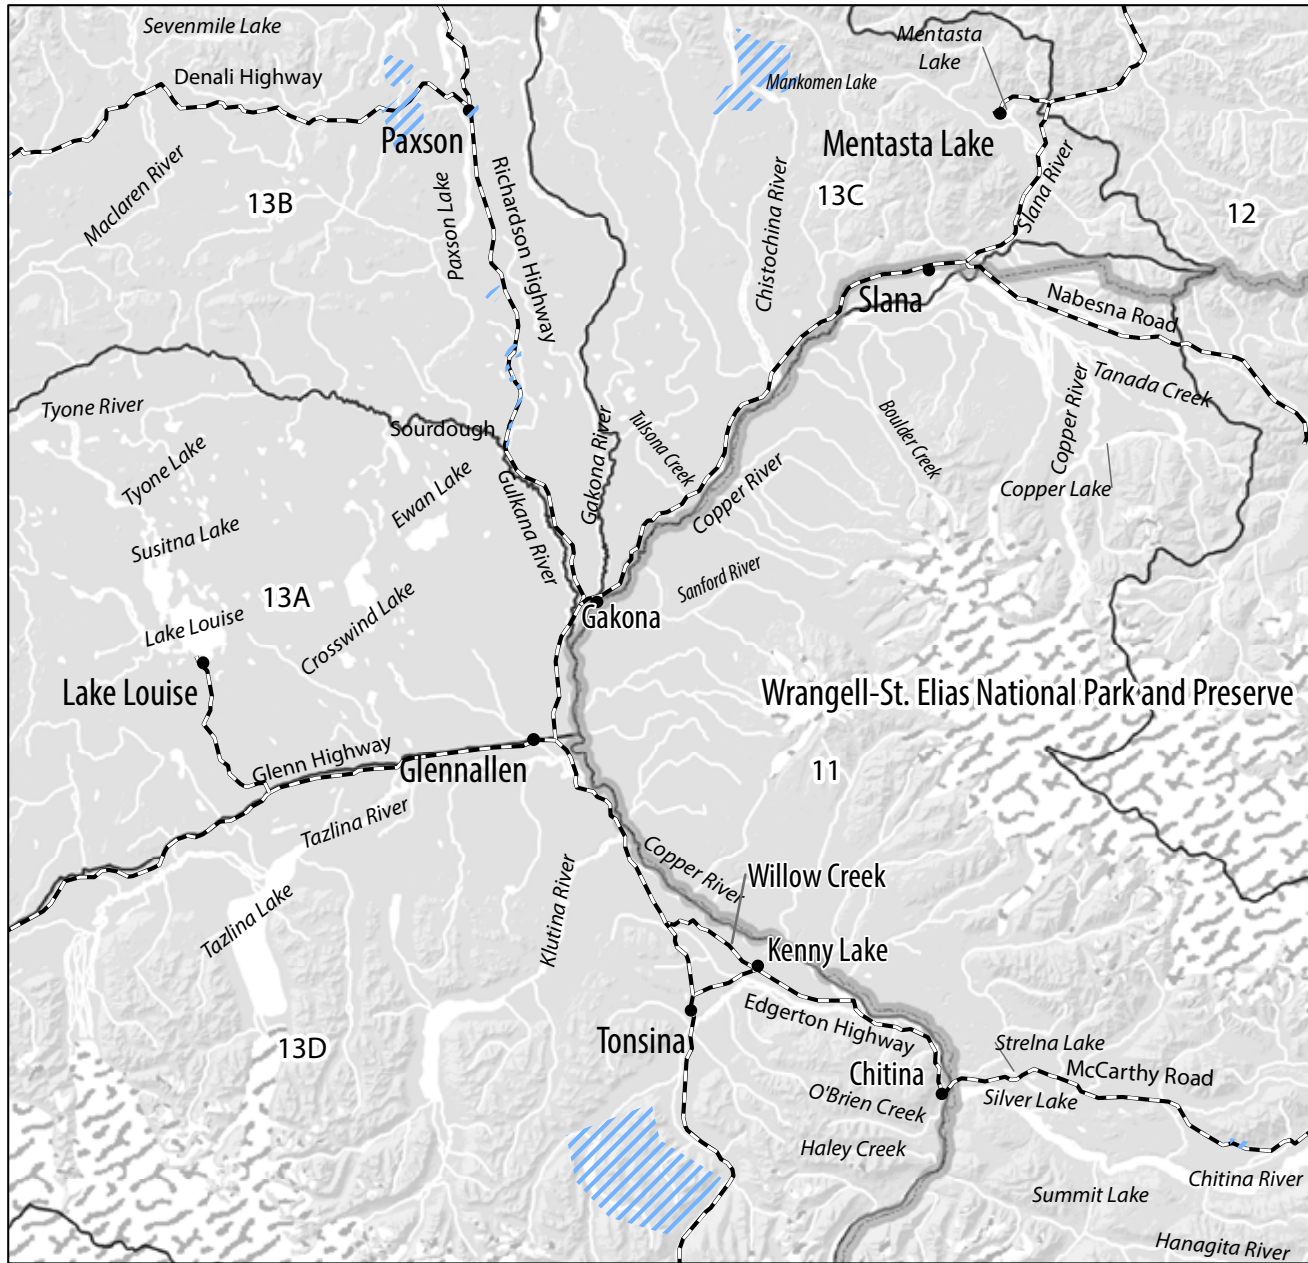 Sevenmile Lake
Mentasta
Lake
Denali Highway
Mankomen Lake
Paxson
Mentasta Lake
Maclaren River
13B
Paxson Lake
Richardson Highway
Chistochina River
13C
Slana River
12
Slana
Nabesna Road
Tyone River
Sourdough
Tanada Creek
Tyone Lake
Ewan Lake
Gulkana River
Gakona River
Tulsona Creek
Copper River
Boulder Creek
Copper River
Copper Lake
Susitna Lake
Sanford River
13A
Lake Louise
Crosswind Lake
Gakona
Lake Louise
Wrangell-St. Elias National Park and Preserve
Glenn Highway
Glennallen
11
Tazlina River
Copper River
Willow Creek
Tazlina Lake
Klutina River
Kenny Lake
Edgerton Highway
13D
Tonsina
Strelna Lake
Chitina
McCarthy Road
O'Brien Creek
Silver Lake
Haley Creek
Chitina River
Summit Lake
Hanagita River